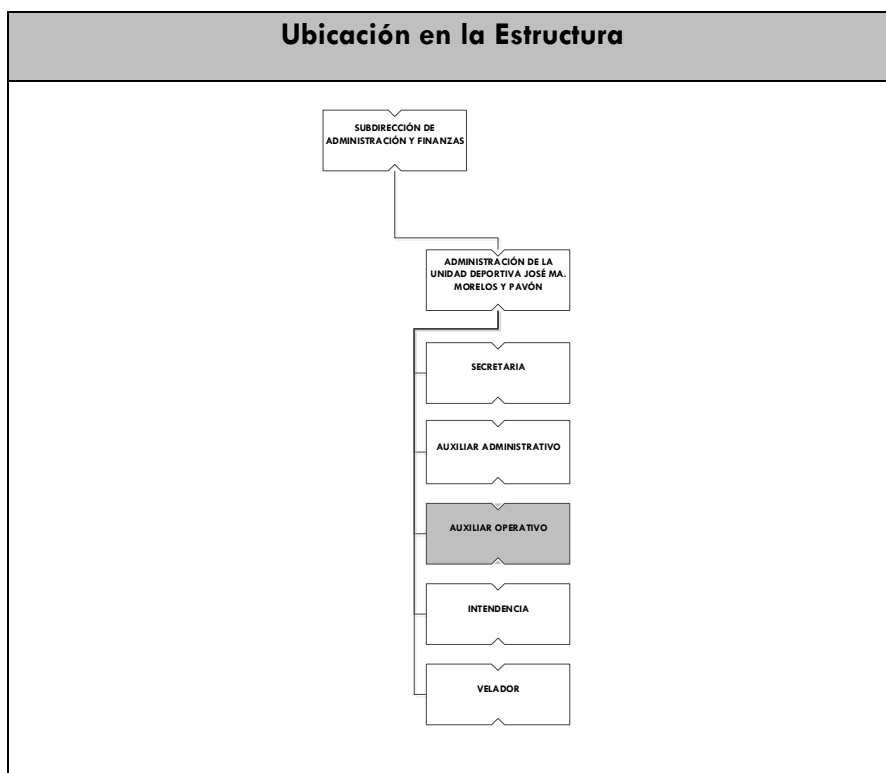 Ubicación en la Estructura
SUBDIRECCIÓN DE
ADMINISTRACIÓN Y FINANZAS
ADMINISTRACIÓN DE LA
UNIDAD DEPORTIVA JOSÉ MA.
MORELOS Y PAVÓN
SECRETARIA
AUXILIAR ADMINISTRATIVO
AUXILIAR OPERATIVO
INTENDENCIA
VELADOR